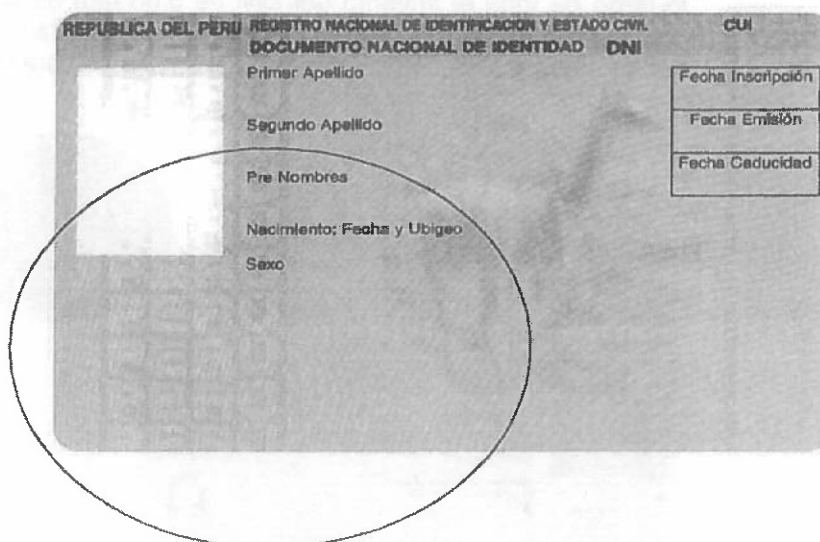 REPUBLICA DEL PERU REGISTRO NACIONAL DE IDENTIFICACION Y ESTADO CIVIL CUI
DOCUMENTO NACIONAL DE IDENTIDAD DNI
Primer Apellido
Fecha Inscripción
Segundo Apellido
Fecha Emisión
Pre Nombres
Fecha Caducidad
Nacimiento: Fecha y Ubigeo
Sexo